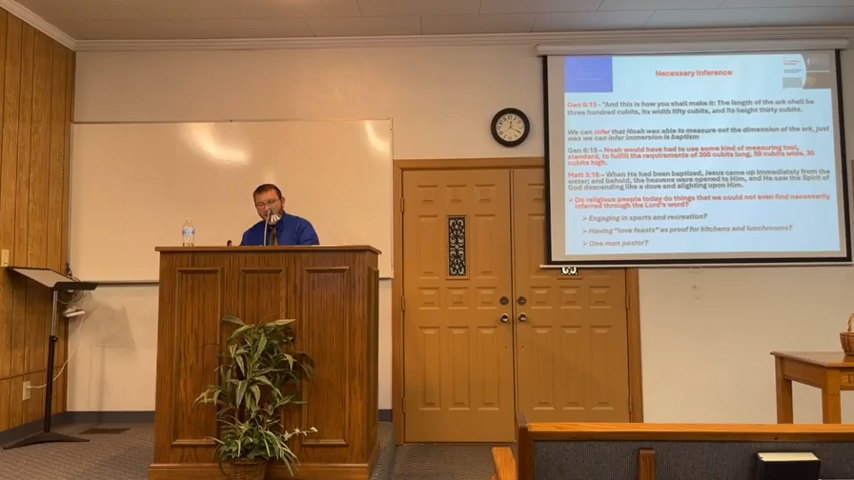 Necessary Inference
Gen 6:15 - "And this is how you shall make it: The length of the ark shall be
three hundred cubits, its width fifty cubits, and its height thirty cubits.
We can infer that Noah was able to measure out the dimension of the ark, just
was we can infer immersion is baptism
Gen 6:15 – Noah would have had to use some kind of measuring tool,
standard, to fulfill the requirements of 300 cubits long, 50 cubits wide, 30
cubits high.
Matt 3:16 – When He had been baptized, Jesus came up immediately from the
water; and behold, the heavens were opened to Him, and He saw the Spirit of
God descending like a dove and alighting upon Him.
➢ Do religious people today do things that we could not even find necessarily
inferred through the Lord's word?
➢ Engaging in sports and recreation?
➢ Having "love feasts" as proof for kitchens and lunchrooms?
➢ One man pastor?